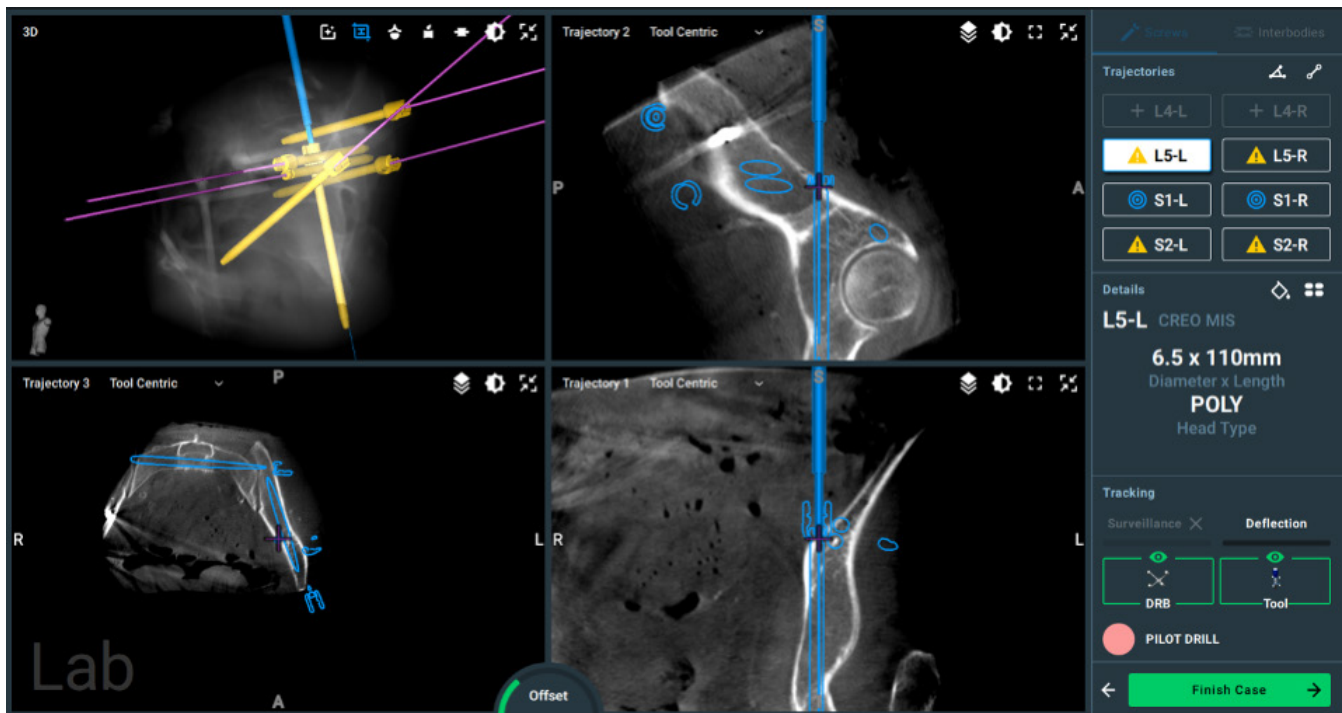 3D
Trajectory 2 Tool Centric
S
P
A
Trajectory 3 Tool Centric
P
R
L
A
Lab
Trajectory 1 Tool Centric
S
R
L
Offset
Screws
Interbodies
Trajectories
+ L4-L
+ L4-R
L5-L
L5-R
S1-L
S1-R
S2-L
S2-R
Details
L5-L CREO MIS
6.5 x 110mm
Diameter x Length
POLY
Head Type
Tracking
Surveillance
Deflection
DRB
Tool
PILOT DRILL
Finish Case